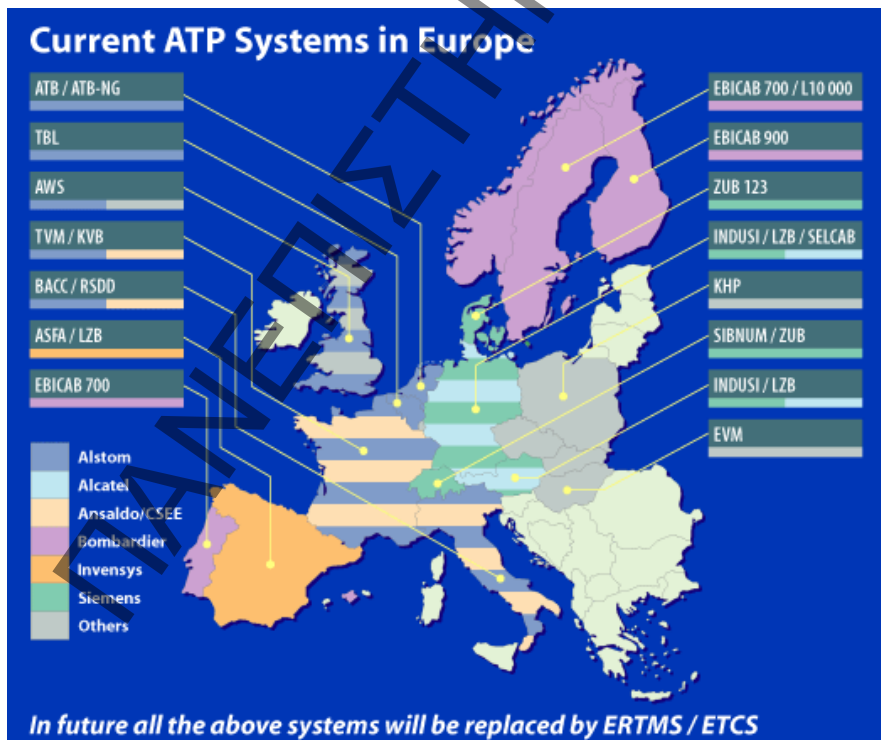 Current ATP Systems in Europe
ATB / ATB-NG
TBL
AWS
TVM / KVB
BACC / RSDD
ASFA / LZB
EBICAB 700
EBICAB 700 / L10 000
EBICAB 900
ZUB 123
INDUSI / LZB / SELCAB
KHP
SIBNUM / ZUB
INDUSI / LZB
EVM
Alstom
Alcatel
Ansaldo/CSEE
Bombardier
Invensys
Siemens
Others
In future all the above systems will be replaced by ERTMS / ETCS
ΠΑΝΕΠΙΣΤΗ